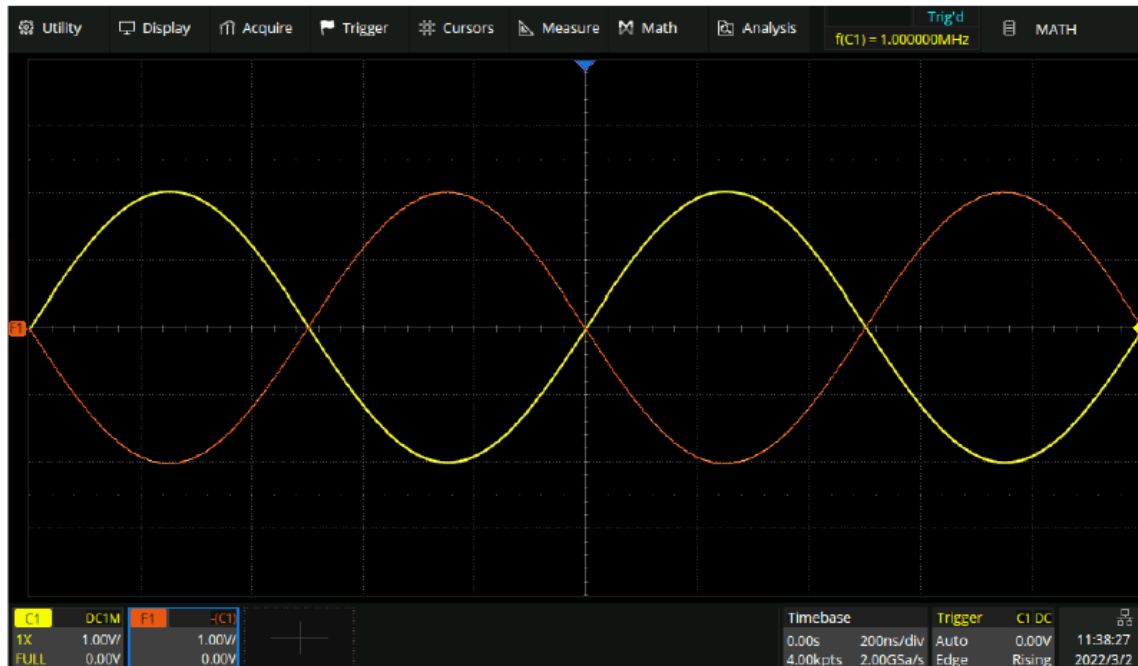 Utility Display Acquire Trigger Cursors Measure Math Analysis Trig'd MATH
f(C1) = 1.000000MHz
F1
C1 DC1M F1 -(C1) Timebase Trigger C1 DC
1X 1.00V/ 1.00V/ 0.00s 200ns/div Auto 0.00V 11:38:27
FULL 0.00V 0.00V 4.00kpts 2.00GSa/s Edge Rising 2022/3/2